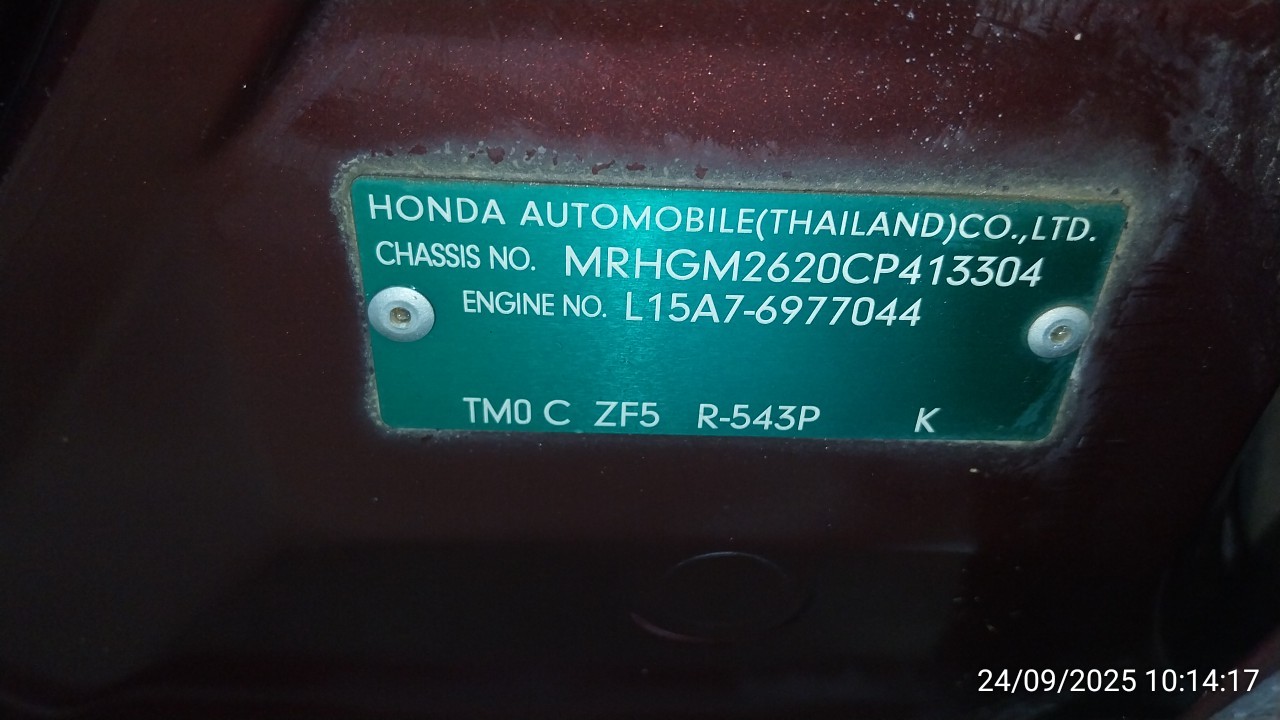 HONDA AUTOMOBILE(THAILAND)CO.,LTD.
CHASSIS NO. MRHGM2620CP413304
ENGINE NO. L15A7-6977044
TM0 C ZF5 R-543P K
24/09/2025 10:14:17